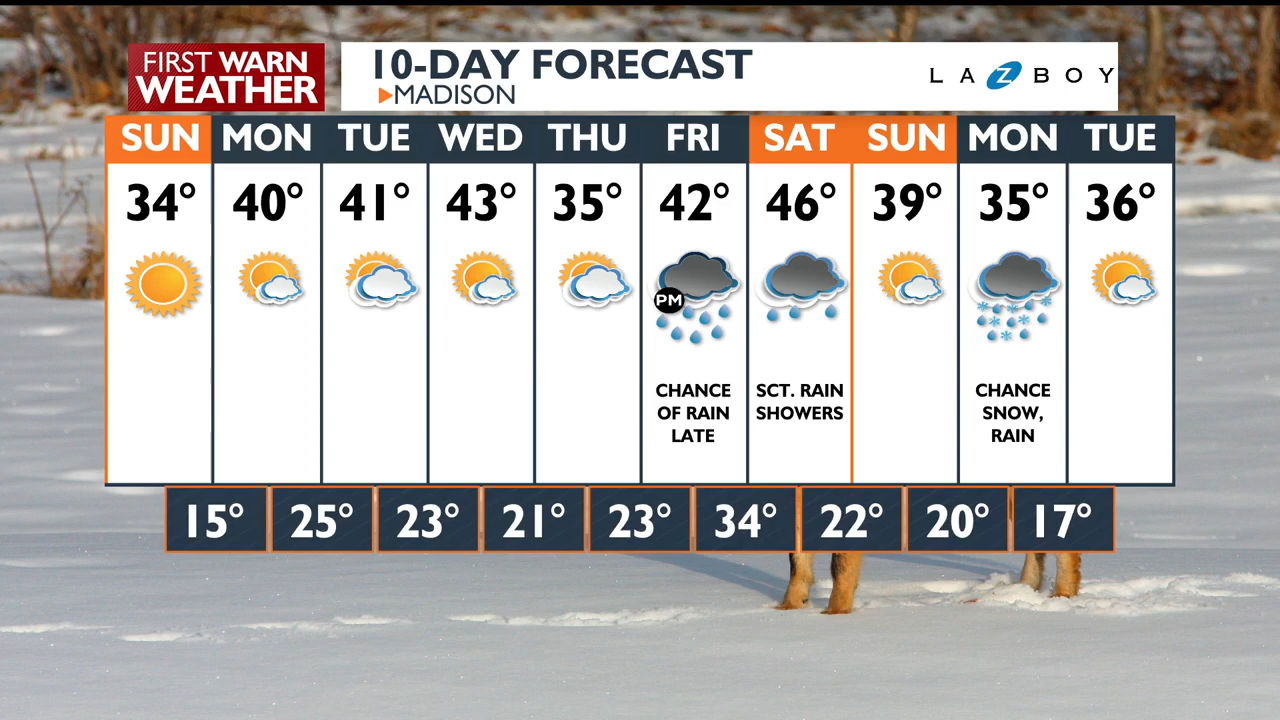 FIRST WARN
WEATHER
10-DAY FORECAST
MADISON
LAZBOY
SUN MON TUE WED THU FRI SAT SUN MON TUE
34° 40° 41° 43° 35° 42° 46° 39° 35° 36°
PM
CHANCE
OF RAIN
LATE
SCT. RAIN
SHOWERS
CHANCE
SNOW,
RAIN
15° 25° 23° 21° 23° 34° 22° 20° 17°